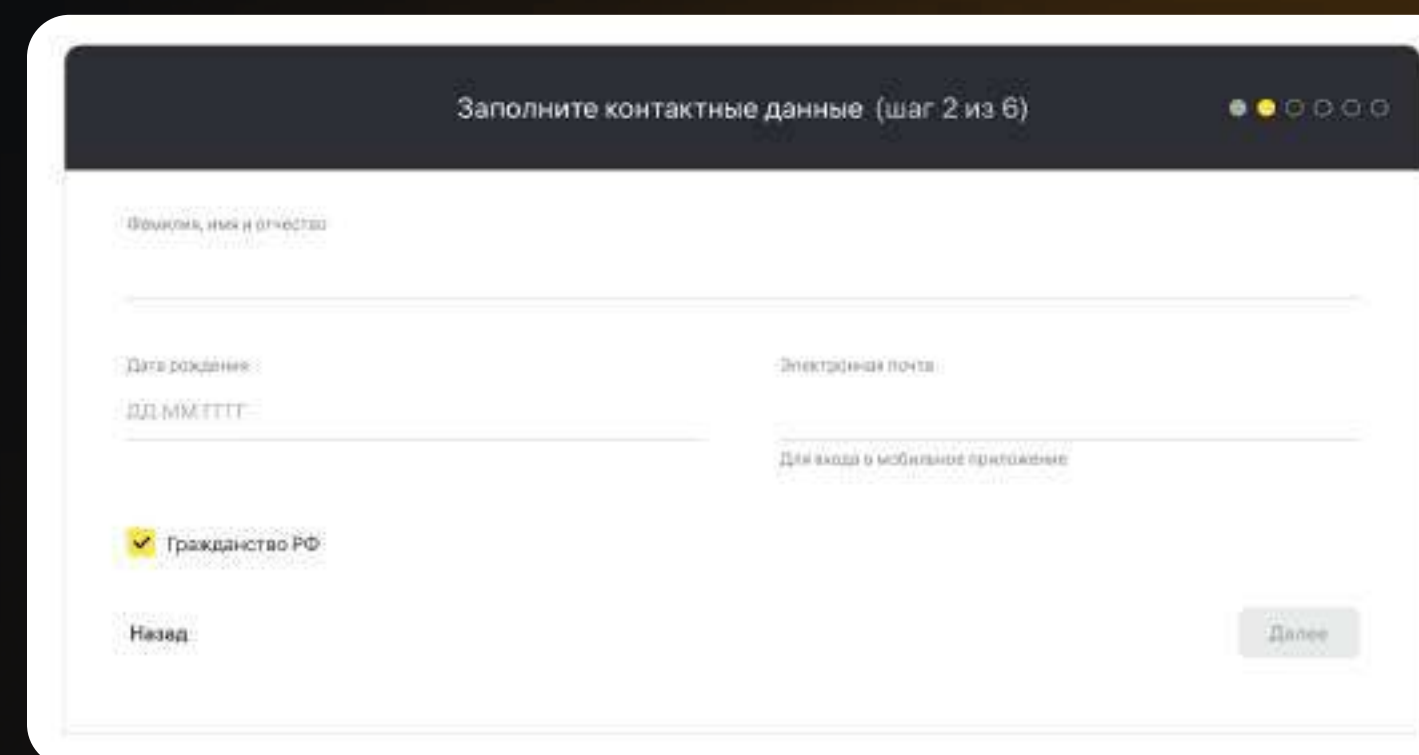 Заполните контактные данные (шаг 2 из 6)
Фамилия, имя и отчество
Дата рождения
Электронная почта
ДД.ММ.ГГГГ
Для входа в мобильное приложение
Гражданство РФ
Назад
Далее